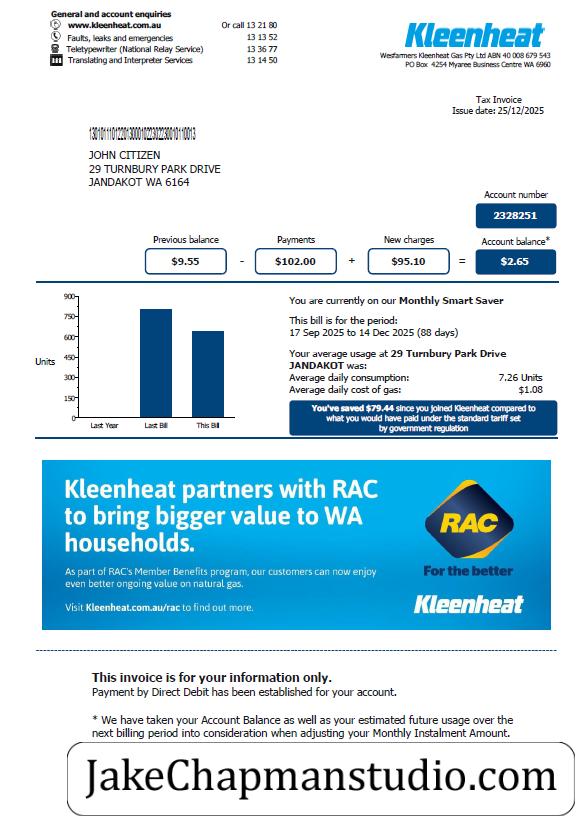 General and account enquiries
www.kleenheat.com.au Or call 13 21 80
Faults, leaks and emergencies 13 13 52
Teletypewriter (National Relay Service) 13 36 77
Translating and Interpreter Services 13 14 50
Kleenheat
Wesfarmers Kleenheat Gas Pty Ltd ABN 40 008 679 543
PO Box 4254 Myaree Business Centre WA 6960
Tax Invoice
Issue date: 25/12/2025
JOHN CITIZEN
29 TURNBURY PARK DRIVE
JANDAKOT WA 6164
Account number
2328251
Previous balance Payments New charges Account balance*
$9.55 - $102.00 + $95.10 = $2.65
900
750
600
450
300
150
0
Units
Last Year Last Bill This Bill
You are currently on our Monthly Smart Saver
This bill is for the period:
17 Sep 2025 to 14 Dec 2025 (88 days)
Your average usage at 29 Turnbury Park Drive
JANDAKOT was:
Average daily consumption: 7.26 Units
Average daily cost of gas: $1.08
You've saved $79.44 since you joined Kleenheat compared to
what you would have paid under the standard tariff set
by government regulation
Kleenheat partners with RAC
to bring bigger value to WA
households.
As part of RAC's Member Benefits program, our customers can now enjoy
even better ongoing value on natural gas.
Visit Kleenheat.com.au/rac to find out more.
RAC
For the better
Kleenheat
This invoice is for your information only.
Payment by Direct Debit has been established for your account.
* We have taken your Account Balance as well as your estimated future usage over the
next billing period into consideration when adjusting your Monthly Instalment Amount.
JakeChapmanstudio.com